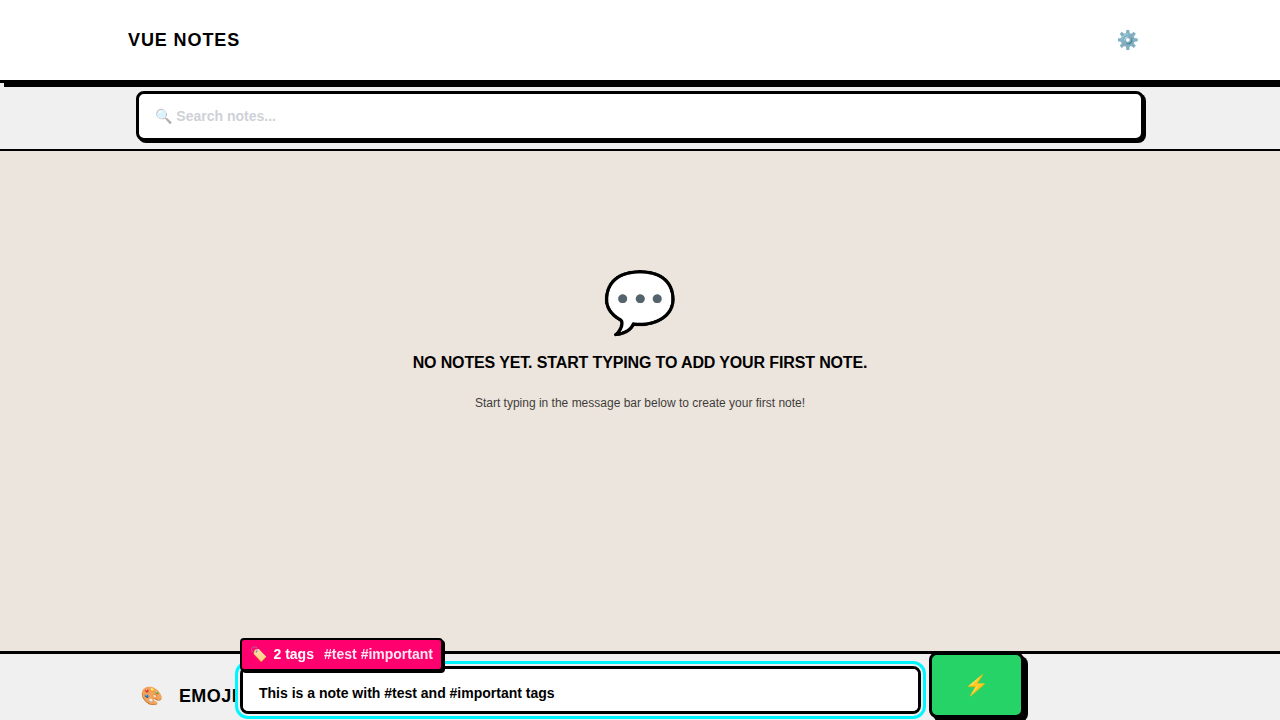 VUE NOTES
Search notes...
NO NOTES YET. START TYPING TO ADD YOUR FIRST NOTE.
Start typing in the message bar below to create your first note!
2 tags #test #important
This is a note with #test and #important tags